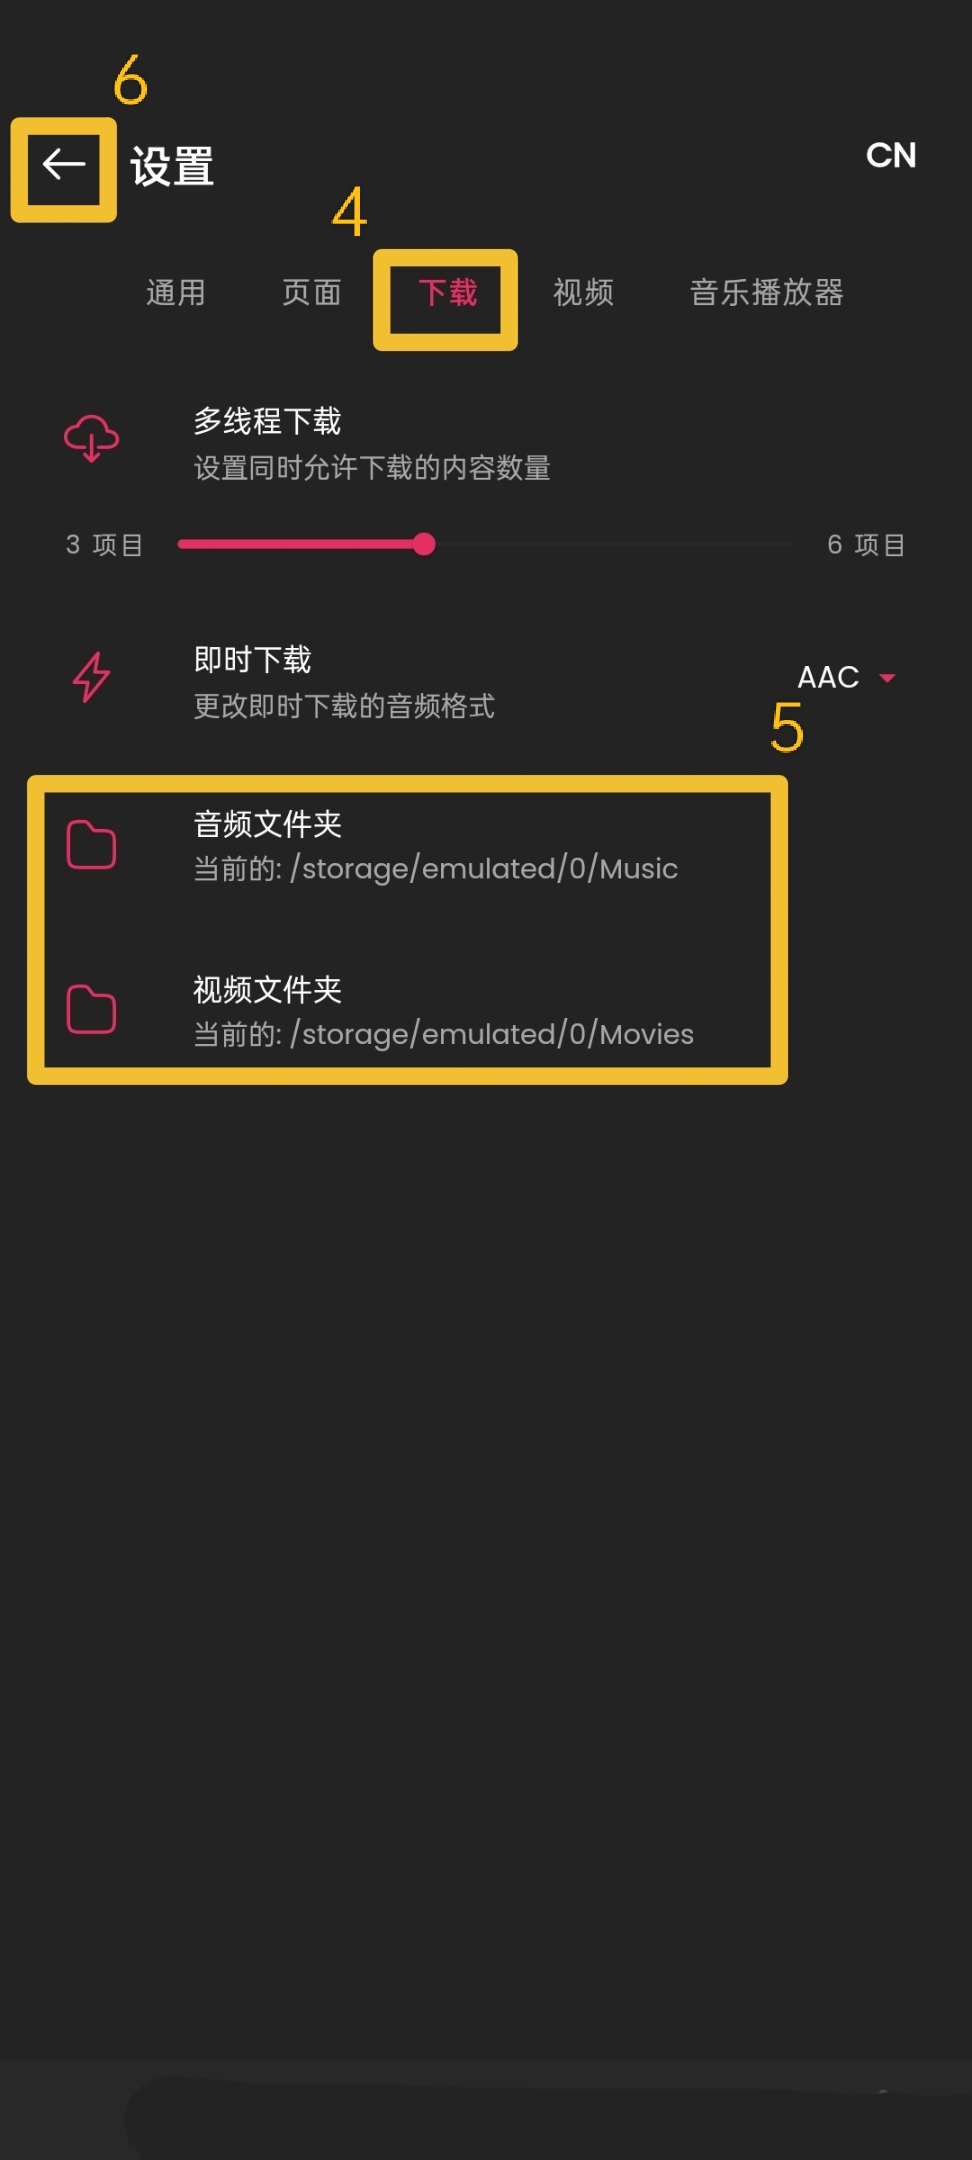 6
设置
CN
4
通用 页面 下载 视频 音乐播放器
多线程下载
设置同时允许下载的内容数量
3 项目
6 项目
即时下载
更改即时下载的音频格式
AAC
5
音频文件夹
当前的: /storage/emulated/0/Music
视频文件夹
当前的: /storage/emulated/0/Movies